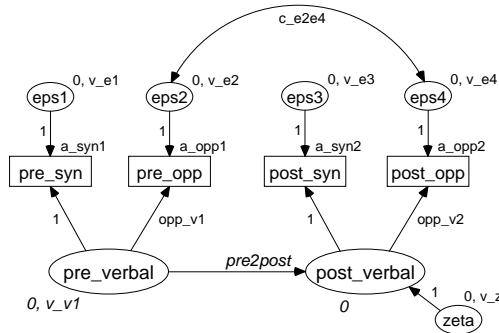 c_e2e4
0, v_e1
0, v_e2
0, v_e3
0, v_e4
eps1
eps2
eps3
eps4
1
1
1
1
a_syn1
a_opp1
a_syn2
a_opp2
pre_syn
pre_opp
post_syn
post_opp
1
opp_v1
1
opp_v2
pre2post
pre_verbal
post_verbal
0, v_v1
0
1
0, v_z
zeta